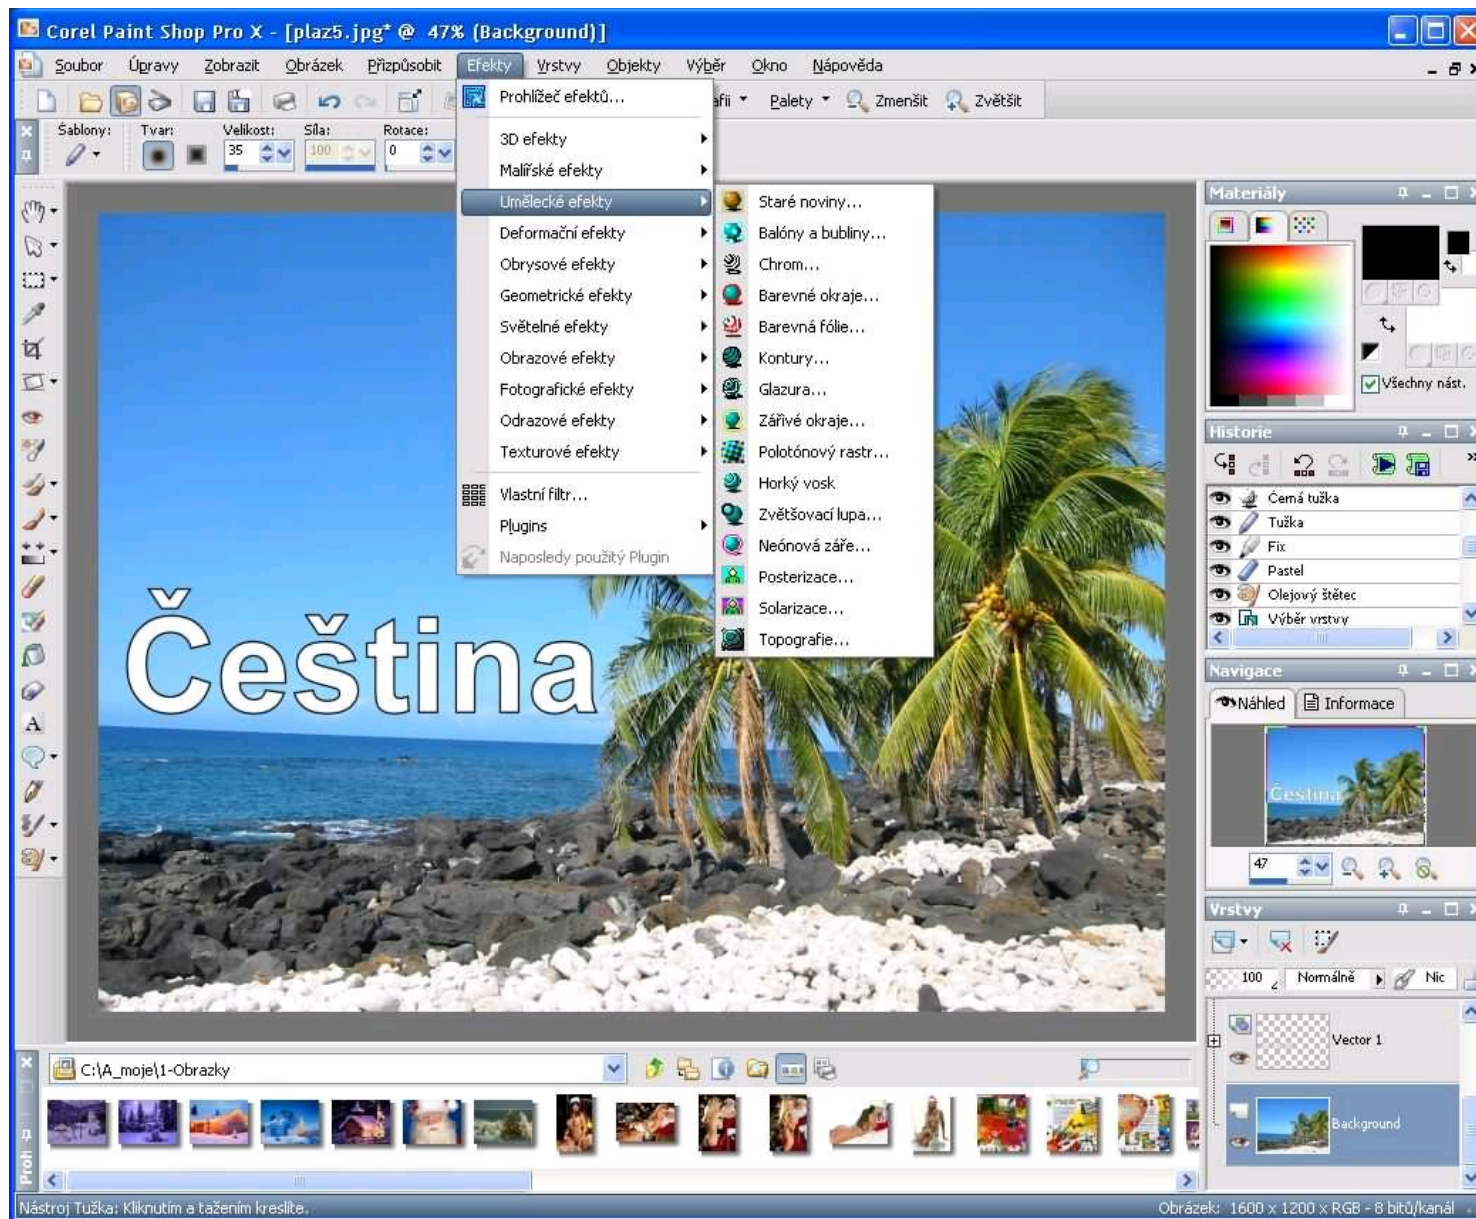 Corel Paint Shop Pro X - [plaz5.jpg* @ 47% (Background)]
Soubor Úpravy Zobrazit Obrázek Přizpůsobit Efekty Vrstvy Objekty Výběr Okno Nápověda
Palety Zmenšit Zvětšit
Šablony: Tvar: Velikost: Síla: Rotace:
35 100 0
Prohlížeč efektů...
3D efekty
Malířské efekty
Umělecké efekty
Deformační efekty
Obrysové efekty
Geometrické efekty
Světelné efekty
Obrazové efekty
Fotografické efekty
Odrazové efekty
Texturové efekty
Vlastní filtr...
Plugins
Naposledy použitý Plugin
Staré noviny...
Balóny a bubliny...
Chrom...
Barevné okraje...
Barevná fólie...
Kontury...
Glazura...
Zářivé okraje...
Polotónový rastr...
Horký vosk
Zvětšovací lupa...
Neónová záře...
Posterizace...
Solarizace...
Topografie...
Čeština
Materiály
Všechny nást.
Historie
Černá tužka
Tužka
Fix
Pastel
Olejový štětec
Výběr vrstvy
Navigace
Náhled Informace
Čeština
47
Vrstvy
100 Normálně Nic
Vector 1
Background
C:\A_moje\1-Obrazky
Proh
Nástroj Tužka: Kliknutím a tažením kreslíte.
Obrázek: 1600 x 1200 x RGB - 8 bitů/kanál